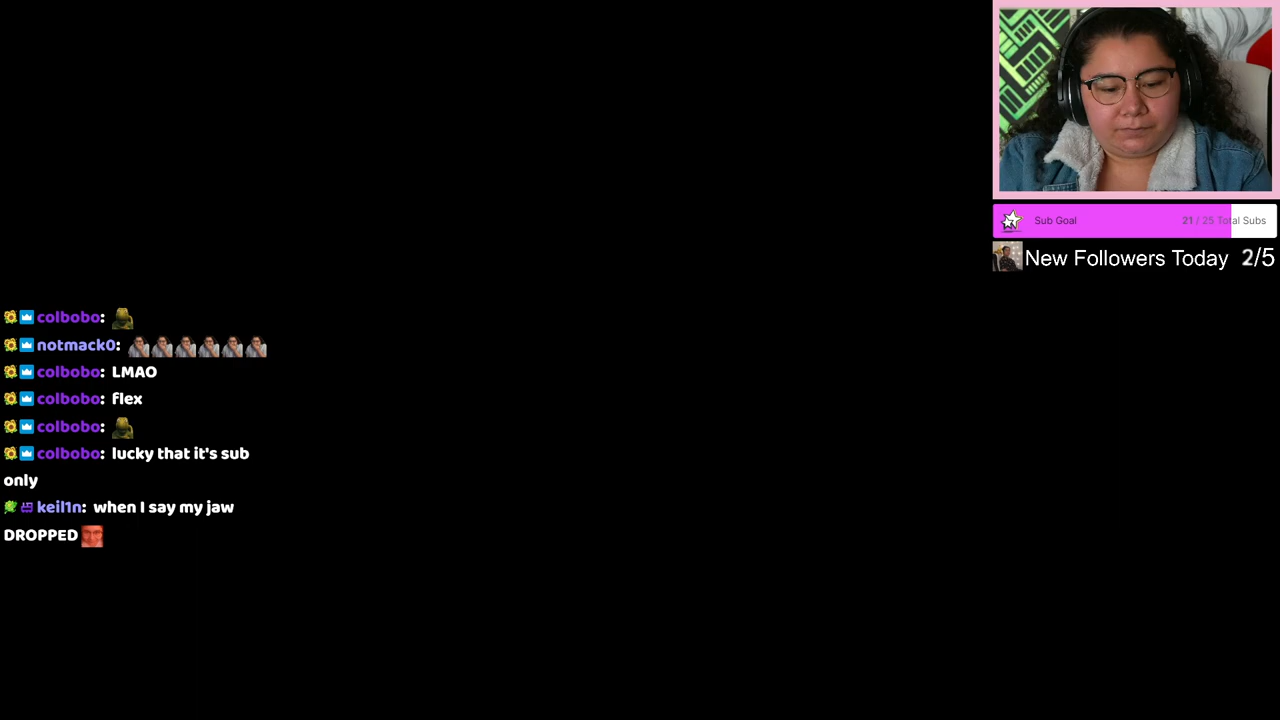 Sub Goal 21 / 25 Total Subs
New Followers Today 2/5
colbobo:
notmack0:
colbobo: LMAO
colbobo: flex
colbobo:
colbobo: lucky that it's sub
only
keil1n: when I say my jaw
DROPPED